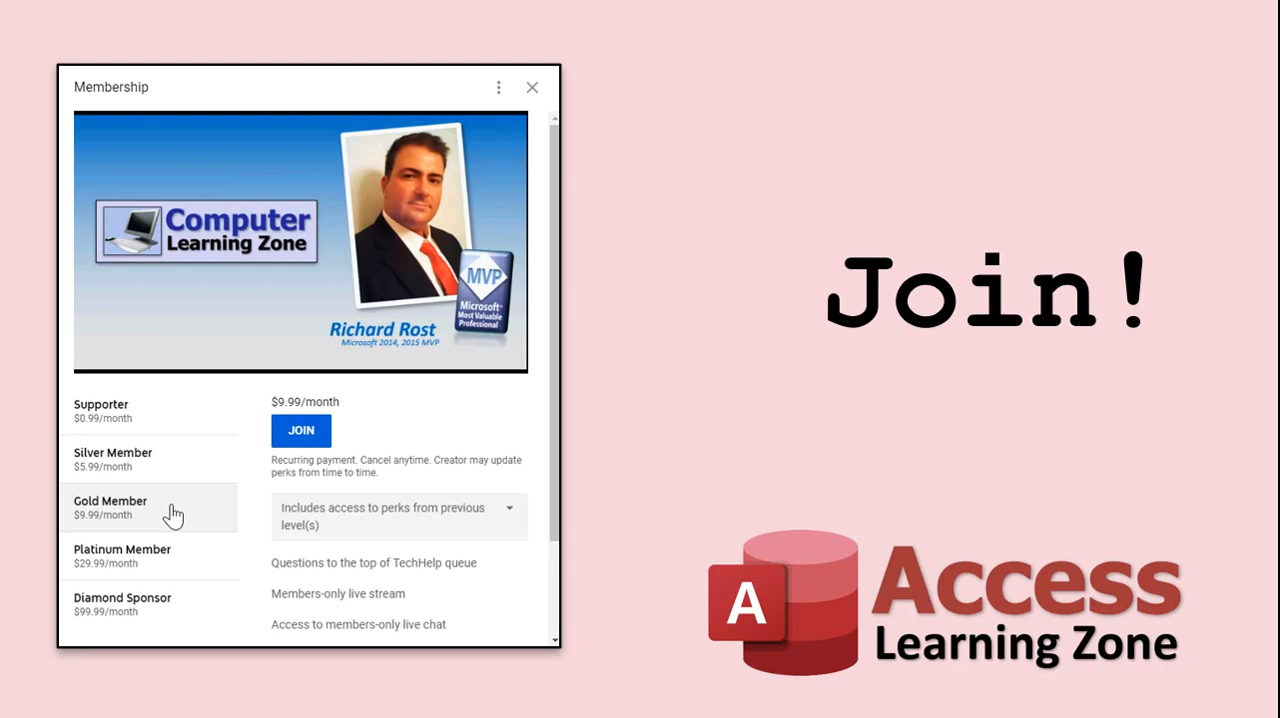 Membership
Computer
Learning Zone
MVP
Microsoft®
Most Valuable
Professional
Richard Rost
Microsoft 2014, 2015 MVP
Supporter
$0.99/month
Silver Member
$5.99/month
Gold Member
$9.99/month
Platinum Member
$29.99/month
Diamond Sponsor
$99.99/month
$9.99/month
JOIN
Recurring payment. Cancel anytime. Creator may update
perks from time to time.
Includes access to perks from previous
level(s)
Questions to the top of TechHelp queue
Members-only live stream
Access to members-only live chat
Join!
A
Access
Learning Zone